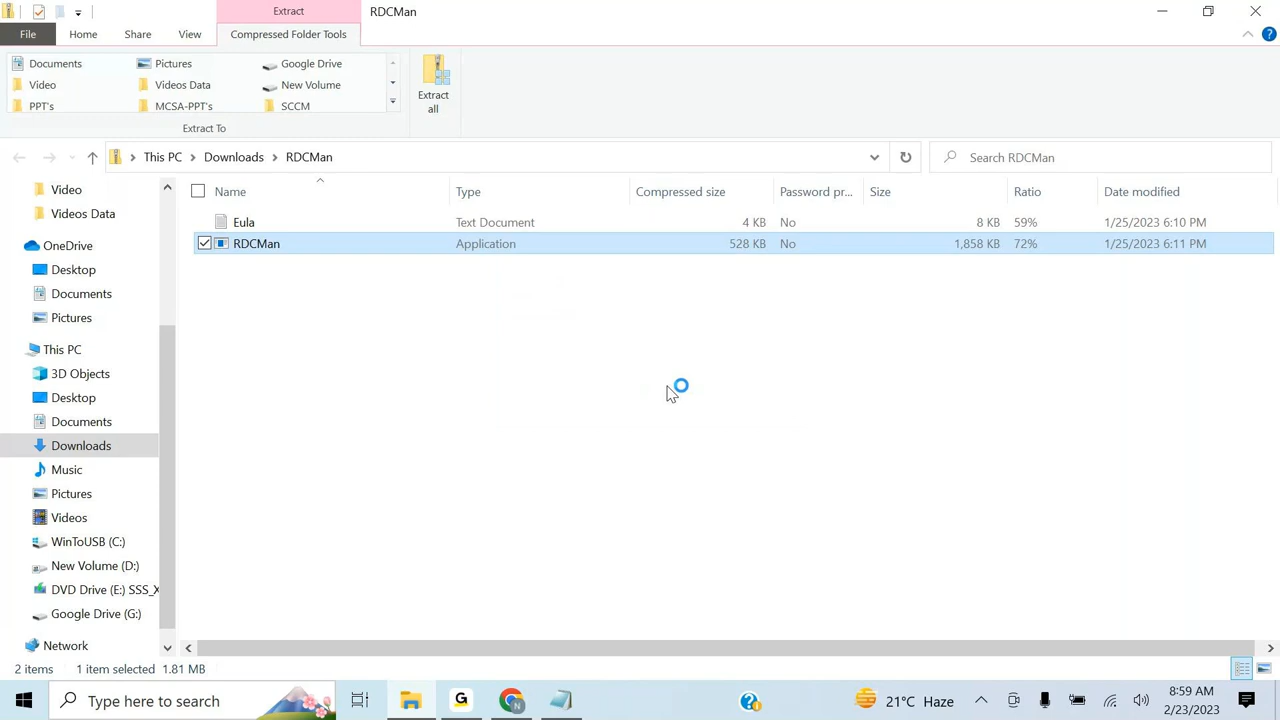 Extract
RDCMan
File
Home
Share
View
Compressed Folder Tools
Documents
Pictures
Google Drive
Video
Videos Data
New Volume
PPT's
MCSA-PPT's
SCCM
Extract To
Extract
all
This PC
Downloads
RDCMan
Search RDCMan
Name
Type
Compressed size
Password pr...
Size
Ratio
Date modified
Eula
Text Document
4 KB
No
8 KB
59%
1/25/2023 6:10 PM
RDCMan
Application
528 KB
No
1,858 KB
72%
1/25/2023 6:11 PM
Video
Videos Data
OneDrive
Desktop
Documents
Pictures
This PC
3D Objects
Desktop
Documents
Downloads
Music
Pictures
Videos
WinToUSB (C:)
New Volume (D:)
DVD Drive (E:) SSS_X
Google Drive (G:)
Network
2 items
1 item selected
1.81 MB
Type here to search
21°C
Haze
8:59 AM
2/23/2023